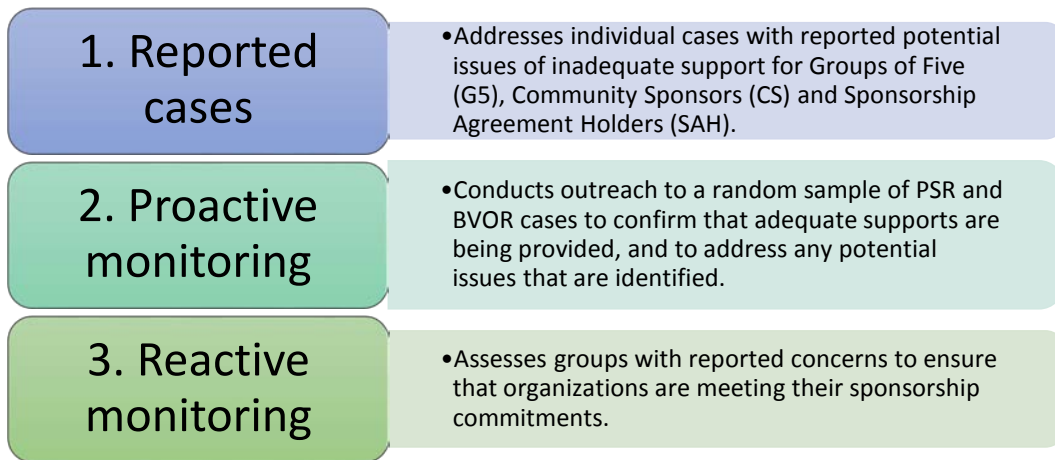 1. Reported
cases
•Addresses individual cases with reported potential
issues of inadequate support for Groups of Five
(G5), Community Sponsors (CS) and Sponsorship
Agreement Holders (SAH).
2. Proactive
monitoring
•Conducts outreach to a random sample of PSR and
BVOR cases to confirm that adequate supports are
being provided, and to address any potential
issues that are identified.
3. Reactive
monitoring
•Assesses groups with reported concerns to ensure
that organizations are meeting their sponsorship
commitments.